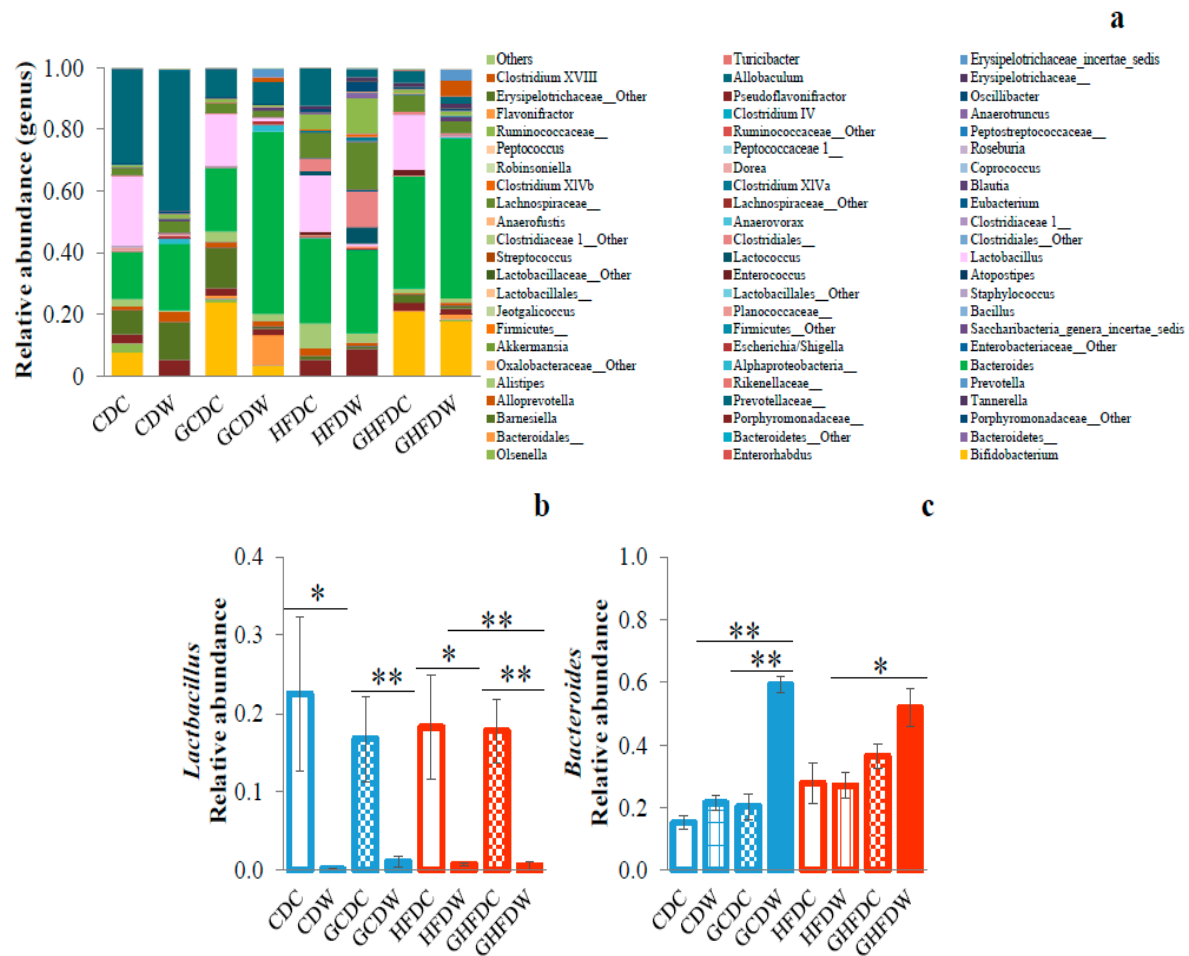 a
Relative abundance (genus)
1.00
0.80
0.60
0.40
0.20
0
CDC CDW GCDC GCDW HFDC HFDW GHFDC GHFDW
Others Turicibacter Erysipelotrichaceae_incertae_sedis
Clostridium XVIII Allobaculum Erysipelotrichaceae__
Erysipelotrichaceae__Other Pseudoflavonifractor Oscillibacter
Flavonifractor Clostridium IV Anaerotruncus
Ruminococcaceae__ Ruminococcaceae__Other Peptostreptococcaceae__
Peptococcus Peptococcaceae 1__ Roseburia
Robinsoniella Dorea Coprococcus
Clostridium XlVb Clostridium XlVa Blautia
Lachnospiraceae__ Lachnospiraceae__Other Eubacterium
Anaerofustis Anaerovorax Clostridiaceae 1__
Clostridiaceae 1__Other Clostridiales__ Clostridiales__Other
Streptococcus Lactococcus Lactobacillus
Lactobacillaceae__Other Enterococcus Atopostipes
Lactobacillales__ Lactobacillales__Other Staphylococcus
Jeotgalicoccus Planococcaceae__ Bacillus
Firmicutes__ Firmicutes__Other Saccharibacteria_genera_incertae_sedis
Akkermansia Escherichia/Shigella Enterobacteriaceae__Other
Oxalobacteraceae__Other Alphaproteobacteria__ Bacteroides
Alistipes Rikenellaceae__ Prevotella
Alloprevotella Prevotellaceae__ Tannerella
Barnesiella Porphyromonadaceae__ Porphyromonadaceae__Other
Bacteroidales__ Bacteroidetes__Other Bacteroidetes__
Olsenella Enterorhabdus Bifidobacterium
b
Lactbacillus
Relative abundance
0.4
0.3
0.2
0.1
0.0
*
**
*
**
**
CDC CDW GCDC GCDW HFDC HFDW GHFDC GHFDW
c
Bacteroides
Relative abundance
1.0
0.8
0.6
0.4
0.2
0.0
**
**
*
CDC CDW GCDC GCDW HFDC HFDW GHFDC GHFDW